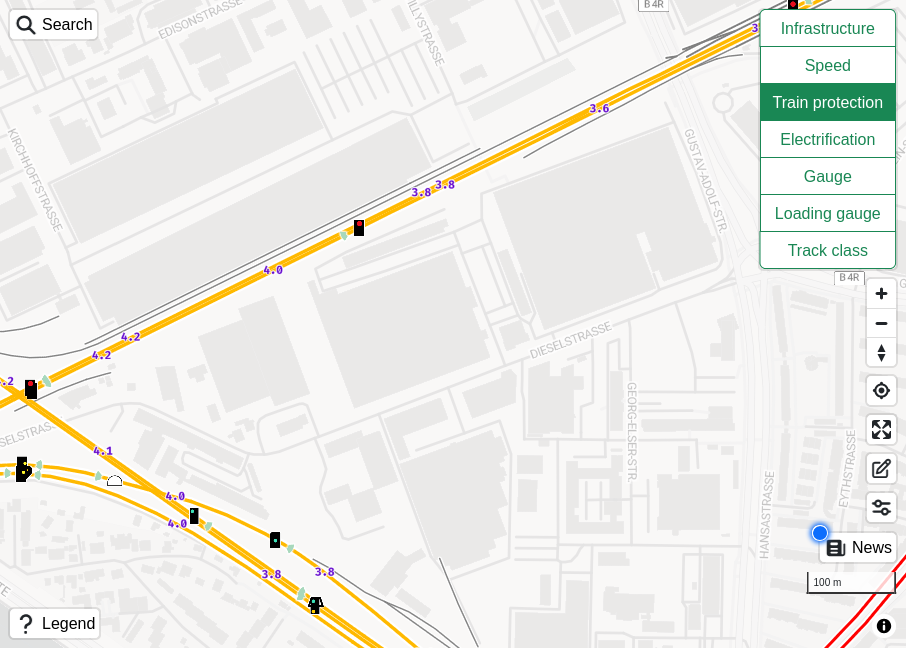 B 4R
Search
EDISONSTRASSE
Infrastructure
Speed
3.6
Train protection
KIRCHHOFFSTRASSE
GUSTAV-ADOLF-STR.
Electrification
3.8
3.8
Gauge
Loading gauge
Track class
4.0
B 4R
4.2
4.2
DIESELSTRASSE
GEORG-ELSER-STR.
4.1
HANSASTRASSE
EYTHSTRASSE
4.0
4.0
News
3.8
3.8
100 m
Legend